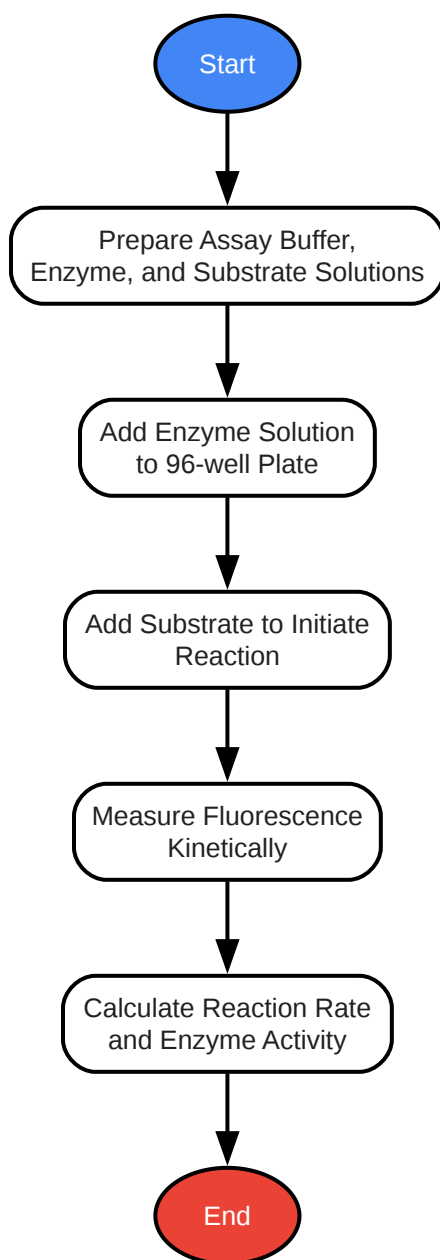 Start
Prepare Assay Buffer,
Enzyme, and Substrate Solutions
Add Enzyme Solution
to 96-well Plate
Add Substrate to Initiate
Reaction
Measure Fluorescence
Kinetically
Calculate Reaction Rate
and Enzyme Activity
End